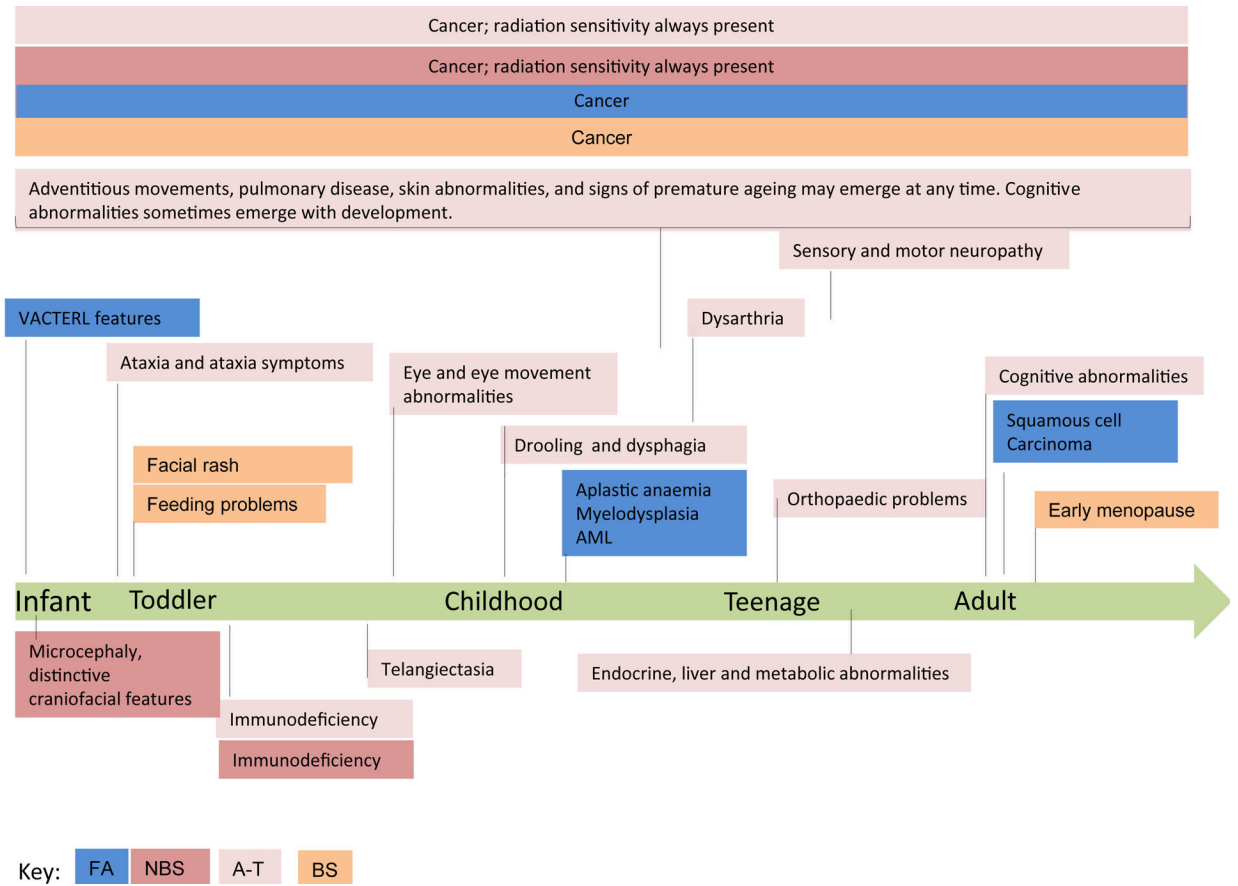 Cancer; radiation sensitivity always present
Cancer; radiation sensitivity always present
Cancer
Cancer
Adventitious movements, pulmonary disease, skin abnormalities, and signs of premature ageing may emerge at any time. Cognitive
abnormalities sometimes emerge with development.
Sensory and motor neuropathy
VACTERL features
Dysarthria
Ataxia and ataxia symptoms
Eye and eye movement
abnormalities
Cognitive abnormalities
Squamous cell
Carcinoma
Drooling and dysphagia
Facial rash
Feeding problems
Aplastic anaemia
Myelodysplasia
AML
Orthopaedic problems
Early menopause
Infant
Toddler
Childhood
Teenage
Adult
Microcephaly,
distinctive
craniofacial features
Telangiectasia
Endocrine, liver and metabolic abnormalities
Immunodeficiency
Immunodeficiency
Key: FA NBS A-T BS